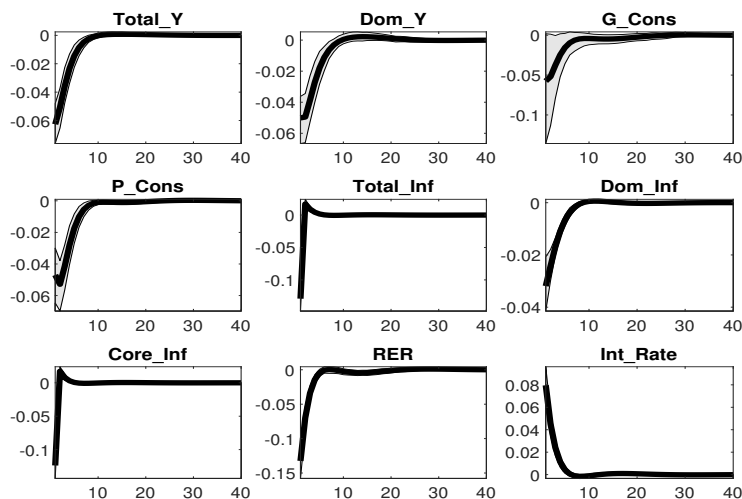 Total_Y Dom_Y G_Cons
0 0 0
-0.02 -0.02 -0.05
-0.04 -0.04 -0.1
-0.06 -0.06
10 20 30 40 10 20 30 40 10 20 30 40
P_Cons Total_Inf Dom_Inf
0 0 0
-0.02 -0.05 -0.02
-0.04 -0.1 -0.04
-0.06
10 20 30 40 10 20 30 40 10 20 30 40
Core_Inf RER Int_Rate
0 0 0.08
-0.05 -0.05 0.06
-0.1 -0.1 0.04
-0.15 0.02
0
10 20 30 40 10 20 30 40 10 20 30 40